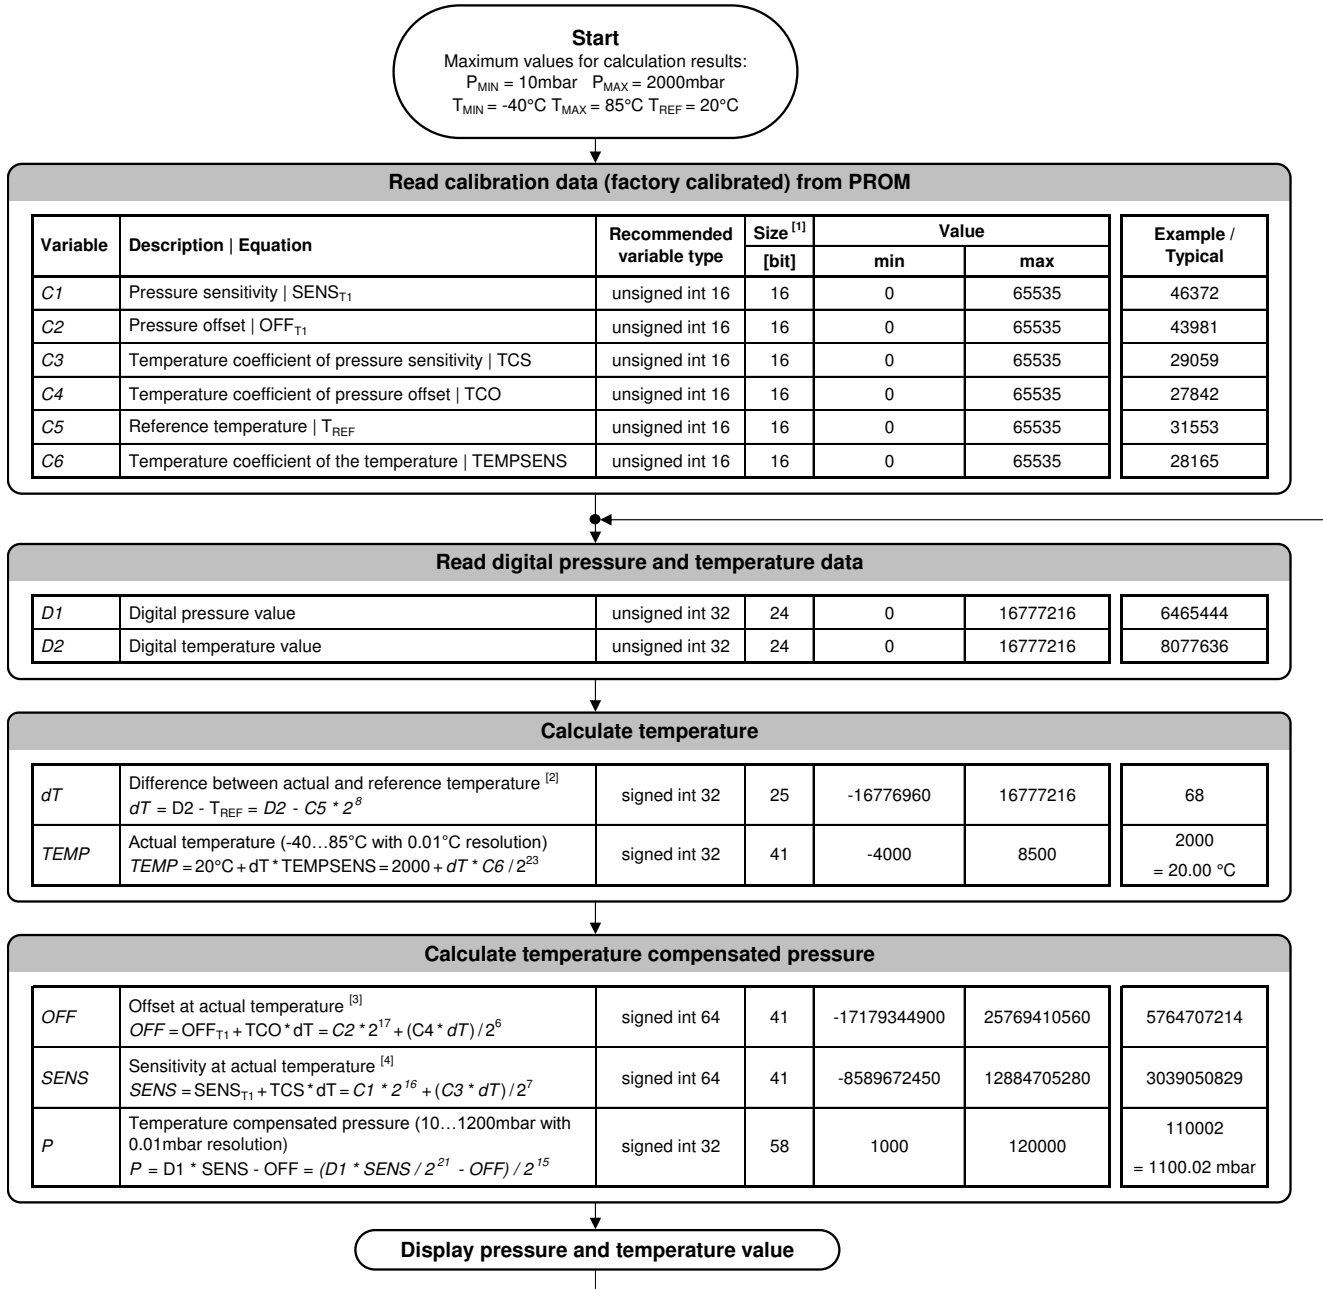 Start
Maximum values for calculation results:
P_MIN = 10mbar P_MAX = 2000mbar
T_MIN = -40°C T_MAX = 85°C T_REF = 20°C
Read calibration data (factory calibrated) from PROM
Variable | Description | Equation | Recommended variable type | Size [1] [bit] | Value min | max | Example / Typical
C1 | Pressure sensitivity | SENS_T1 | unsigned int 16 | 16 | 0 | 65535 | 46372
C2 | Pressure offset | OFF_T1 | unsigned int 16 | 16 | 0 | 65535 | 43981
C3 | Temperature coefficient of pressure sensitivity | TCS | unsigned int 16 | 16 | 0 | 65535 | 29059
C4 | Temperature coefficient of pressure offset | TCO | unsigned int 16 | 16 | 0 | 65535 | 27842
C5 | Reference temperature | T_REF | unsigned int 16 | 16 | 0 | 65535 | 31553
C6 | Temperature coefficient of the temperature | TEMPSENS | unsigned int 16 | 16 | 0 | 65535 | 28165
Read digital pressure and temperature data
D1 | Digital pressure value | unsigned int 32 | 24 | 0 | 16777216 | 6465444
D2 | Digital temperature value | unsigned int 32 | 24 | 0 | 16777216 | 8077636
Calculate temperature
dT | Difference between actual and reference temperature [2]
dT = D2 - T_REF = D2 - C5 * 2^8 | signed int 32 | 25 | -16776960 | 16777216 | 68
TEMP | Actual temperature (-40…85°C with 0.01°C resolution)
TEMP = 20°C + dT * TEMPSENS = 2000 + dT * C6 / 2^23 | signed int 32 | 41 | -4000 | 8500 | 2000
= 20.00 °C
Calculate temperature compensated pressure
OFF | Offset at actual temperature [3]
OFF = OFF_T1 + TCO * dT = C2 * 2^17 + (C4 * dT) / 2^6 | signed int 64 | 41 | -17179344900 | 25769410560 | 5764707214
SENS | Sensitivity at actual temperature [4]
SENS = SENS_T1 + TCS * dT = C1 * 2^16 + (C3 * dT) / 2^7 | signed int 64 | 41 | -8589672450 | 12884705280 | 3039050829
P | Temperature compensated pressure (10…1200mbar with
0.01mbar resolution)
P = D1 * SENS - OFF = (D1 * SENS / 2^21 - OFF) / 2^15 | signed int 32 | 58 | 1000 | 120000 | 110002
= 1100.02 mbar
Display pressure and temperature value